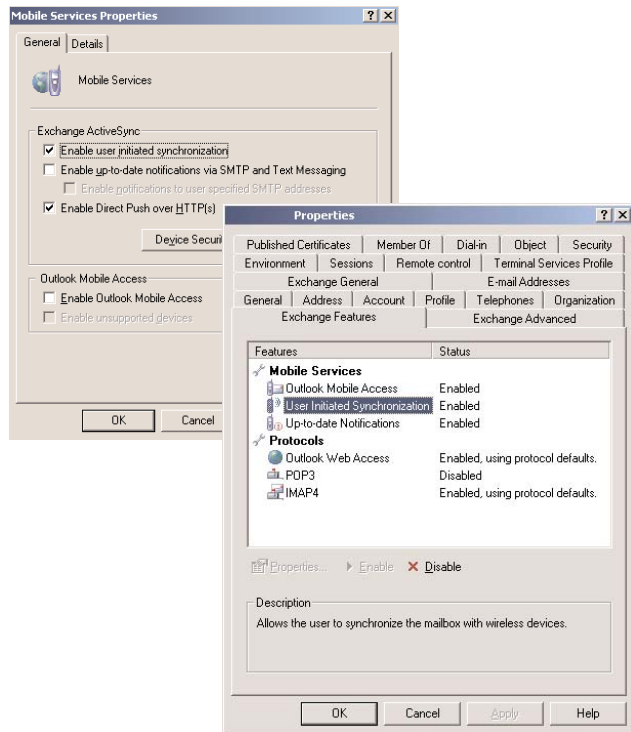 Mobile Services Properties
General Details
Mobile Services
Exchange ActiveSync
Enable user initiated synchronization
Enable up-to-date notifications via SMTP and Text Messaging
Enable notifications to user specified SMTP addresses
Enable Direct Push over HTTP(s)
Device Securi
Outlook Mobile Access
Enable Outlook Mobile Access
Enable unsupported devices
OK Cancel
Properties
Published Certificates Member Of Dial-in Object Security
Environment Sessions Remote control Terminal Services Profile
Exchange General E-mail Addresses
General Address Account Profile Telephones Organization
Exchange Features Exchange Advanced
Features Status
Mobile Services
Outlook Mobile Access Enabled
User Initiated Synchronization Enabled
Up-to-date Notifications Enabled
Protocols
Outlook Web Access Enabled, using protocol defaults.
POP3 Disabled
IMAP4 Enabled, using protocol defaults.
Properties... Enable Disable
Description
Allows the user to synchronize the mailbox with wireless devices.
OK Cancel Apply Help